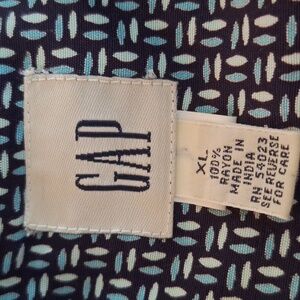 GAP
XL
100%
RAYON
MADE IN
INDIA
RN 54023
SEE REVERSE
FOR CARE